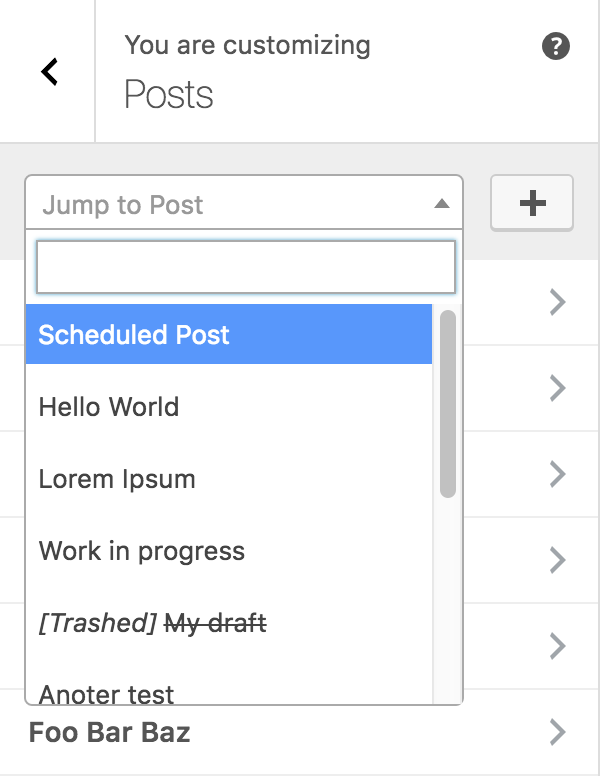 You are customizing
Posts
Jump to Post
Scheduled Post
Hello World
Lorem Ipsum
Work in progress
[Trashed] My draft
Anoter test
Foo Bar Baz